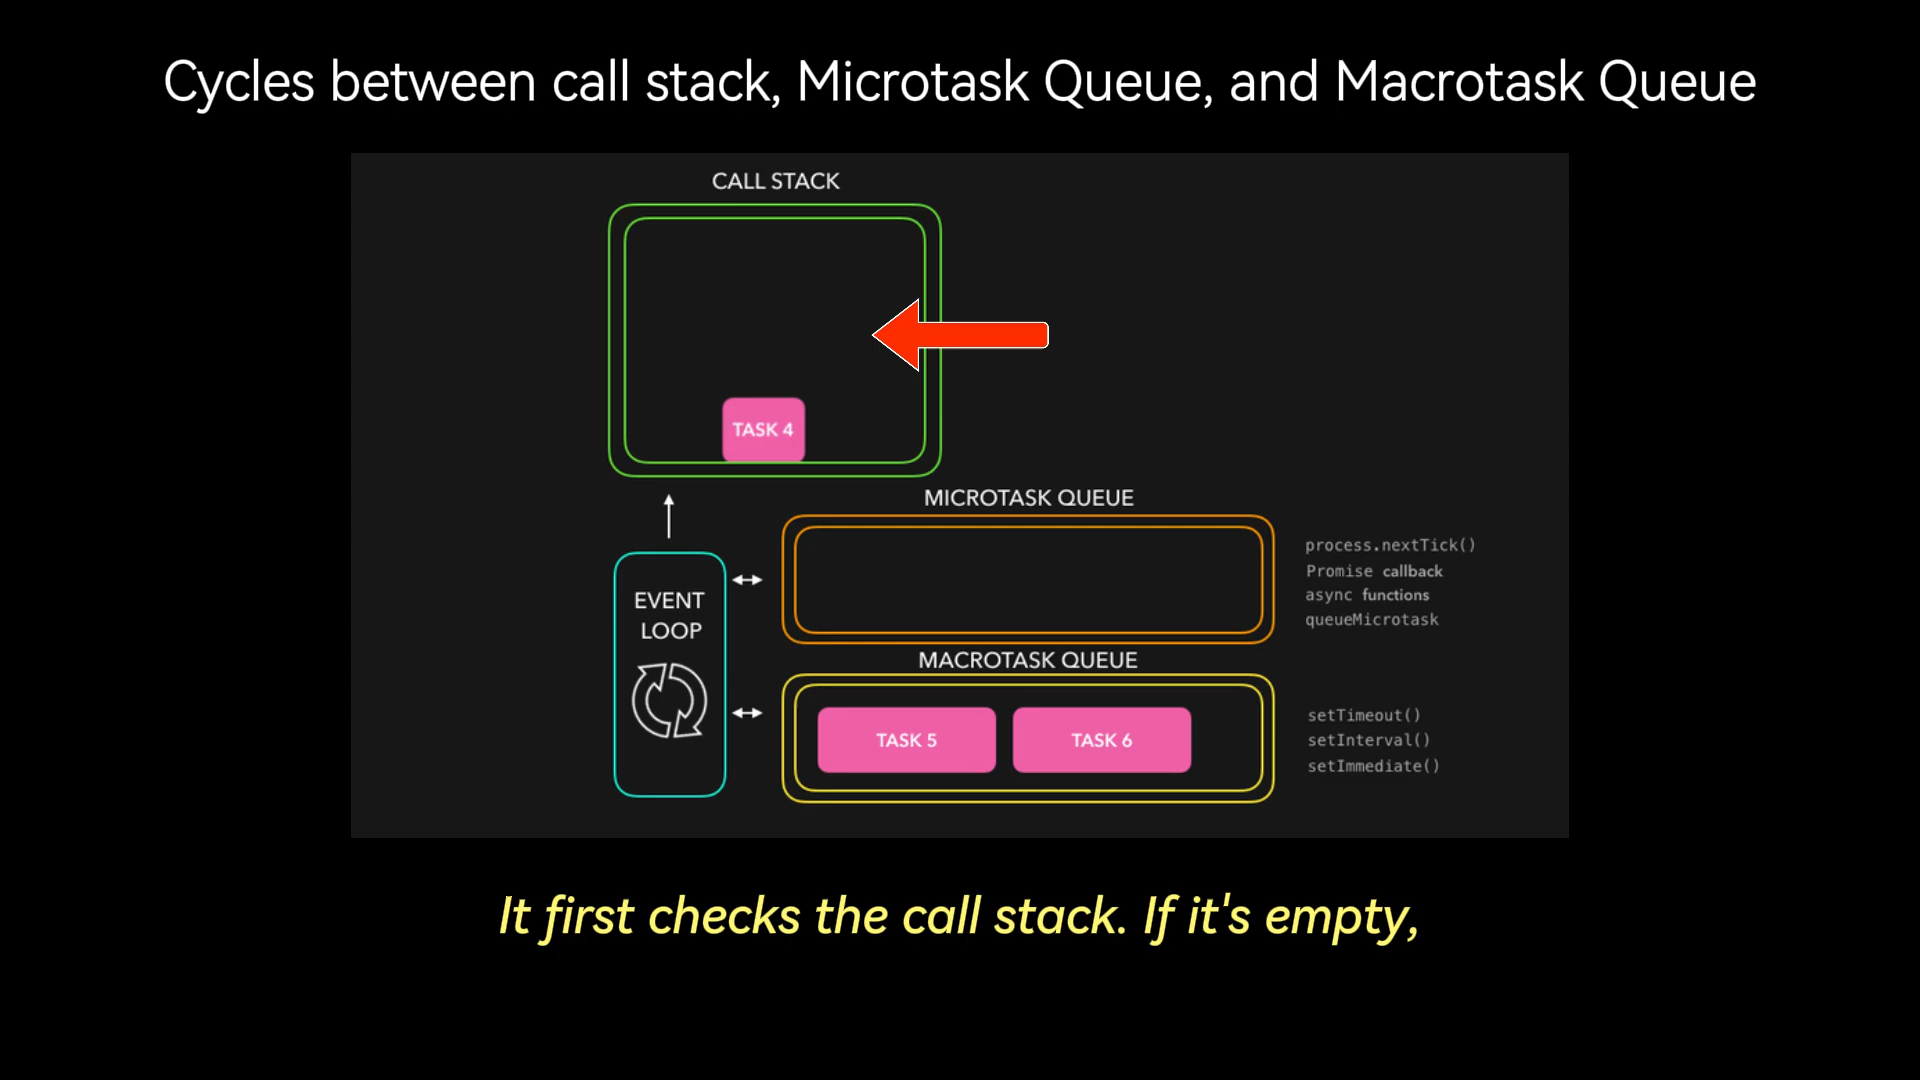 Cycles between call stack, Microtask Queue, and Macrotask Queue
CALL STACK
TASK 4
MICROTASK QUEUE
process.nextTick()
Promise callback
async functions
queueMicrotask
EVENT
LOOP
MACROTASK QUEUE
TASK 5
TASK 6
setTimeout()
setInterval()
setImmediate()
It first checks the call stack. If it's empty,